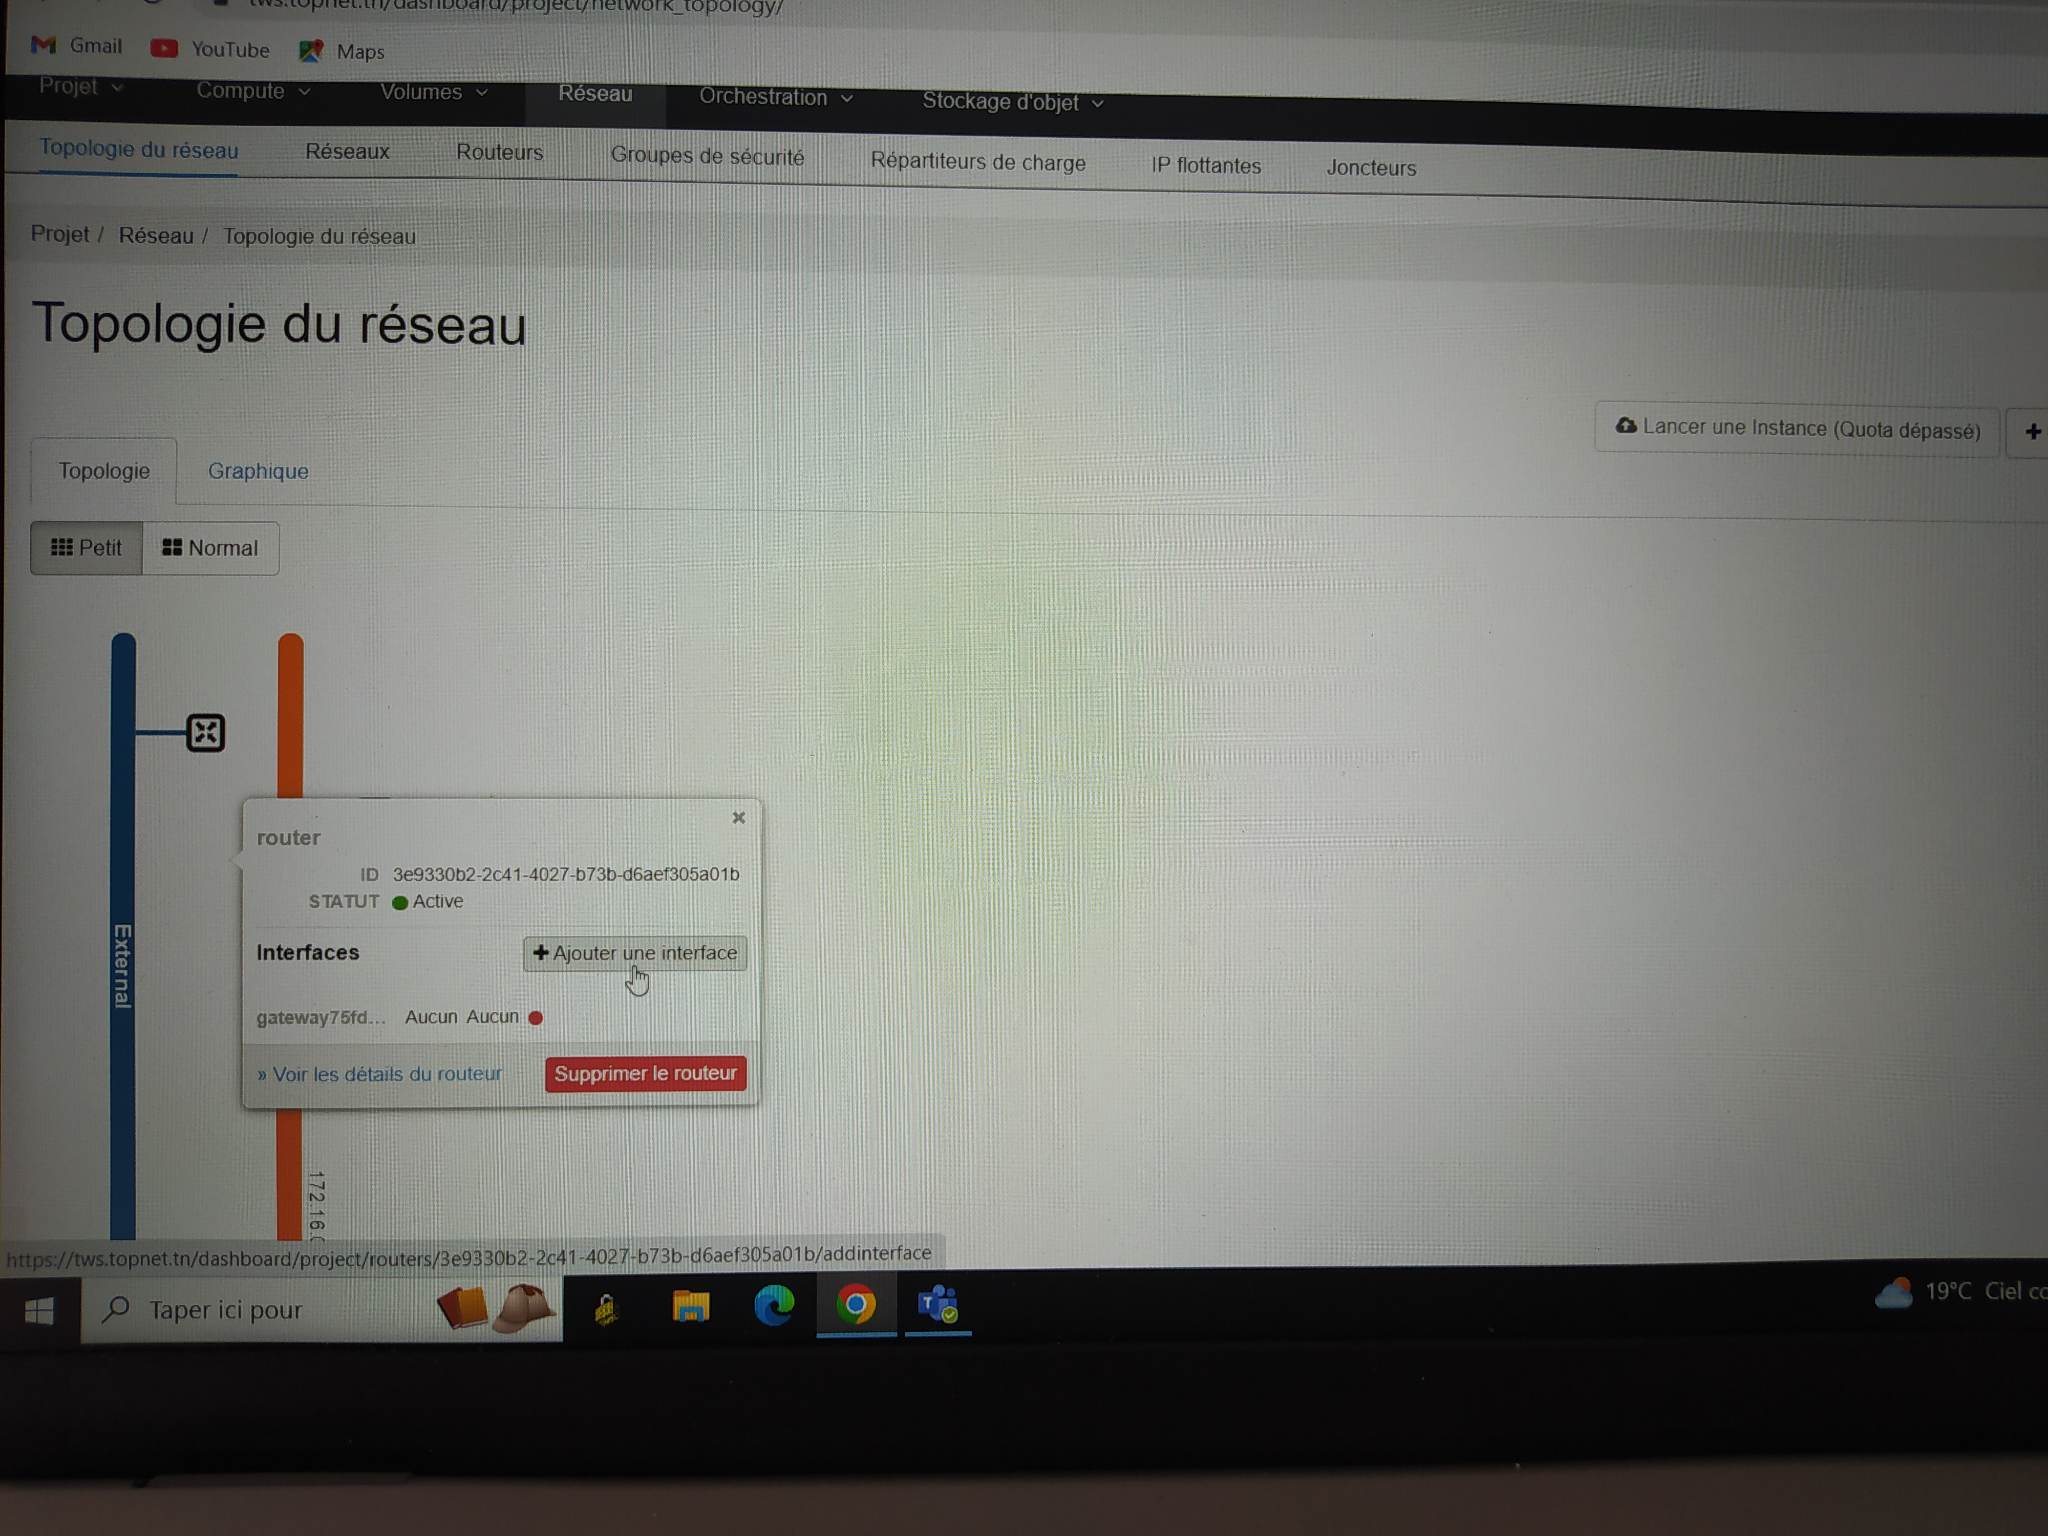 tws.topnet.tn/dashboard/project/network_topology/
Gmail YouTube Maps
Projet Compute Volumes Réseau Orchestration Stockage d'objet
Topologie du réseau Réseaux Routeurs Groupes de sécurité Répartiteurs de charge IP flottantes Joncteurs
Projet / Réseau / Topologie du réseau
Topologie du réseau
Lancer une Instance (Quota dépassé)
Topologie Graphique
Petit Normal
External
router
ID 3e9330b2-2c41-4027-b73b-d6aef305a01b
STATUT Active
Interfaces + Ajouter une interface
gateway75fd... Aucun Aucun
» Voir les détails du routeur Supprimer le routeur
172.16.
https://tws.topnet.tn/dashboard/project/routers/3e9330b2-2c41-4027-b73b-d6aef305a01b/addinterface
Taper ici pour
19°C Ciel co